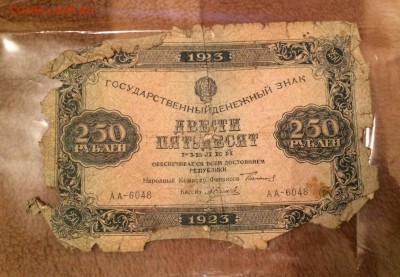 1923
ГОСУДАРСТВЕННЫЙ ДЕНЕЖНЫЙ ЗНАК
250
РУБЛЕЙ
ДВЕСТИ
ПЯТЬДЕСЯТ
РУБЛЕЙ
250
РУБЛЕЙ
ОБЕСПЕЧИВАЕТСЯ ВСЕМ ДОСТОЯНИЕМ
РЕСПУБЛИКИ
Народный Комиссар Финансов
Кассир
АА-6048
АА-6048
1923